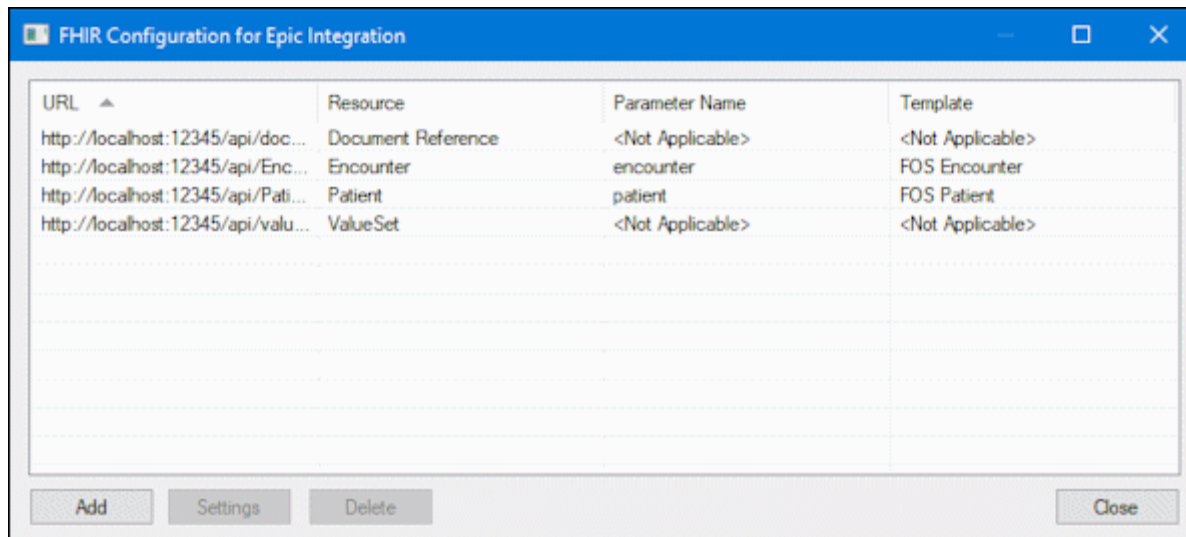 FHIR Configuration for Epic Integration
URL Resource Parameter Name Template
http://localhost:12345/api/doc... Document Reference <Not Applicable> <Not Applicable>
http://localhost:12345/api/Enc... Encounter encounter FOS Encounter
http://localhost:12345/api/Pati... Patient patient FOS Patient
http://localhost:12345/api/valu... ValueSet <Not Applicable> <Not Applicable>
Add Settings Delete Close